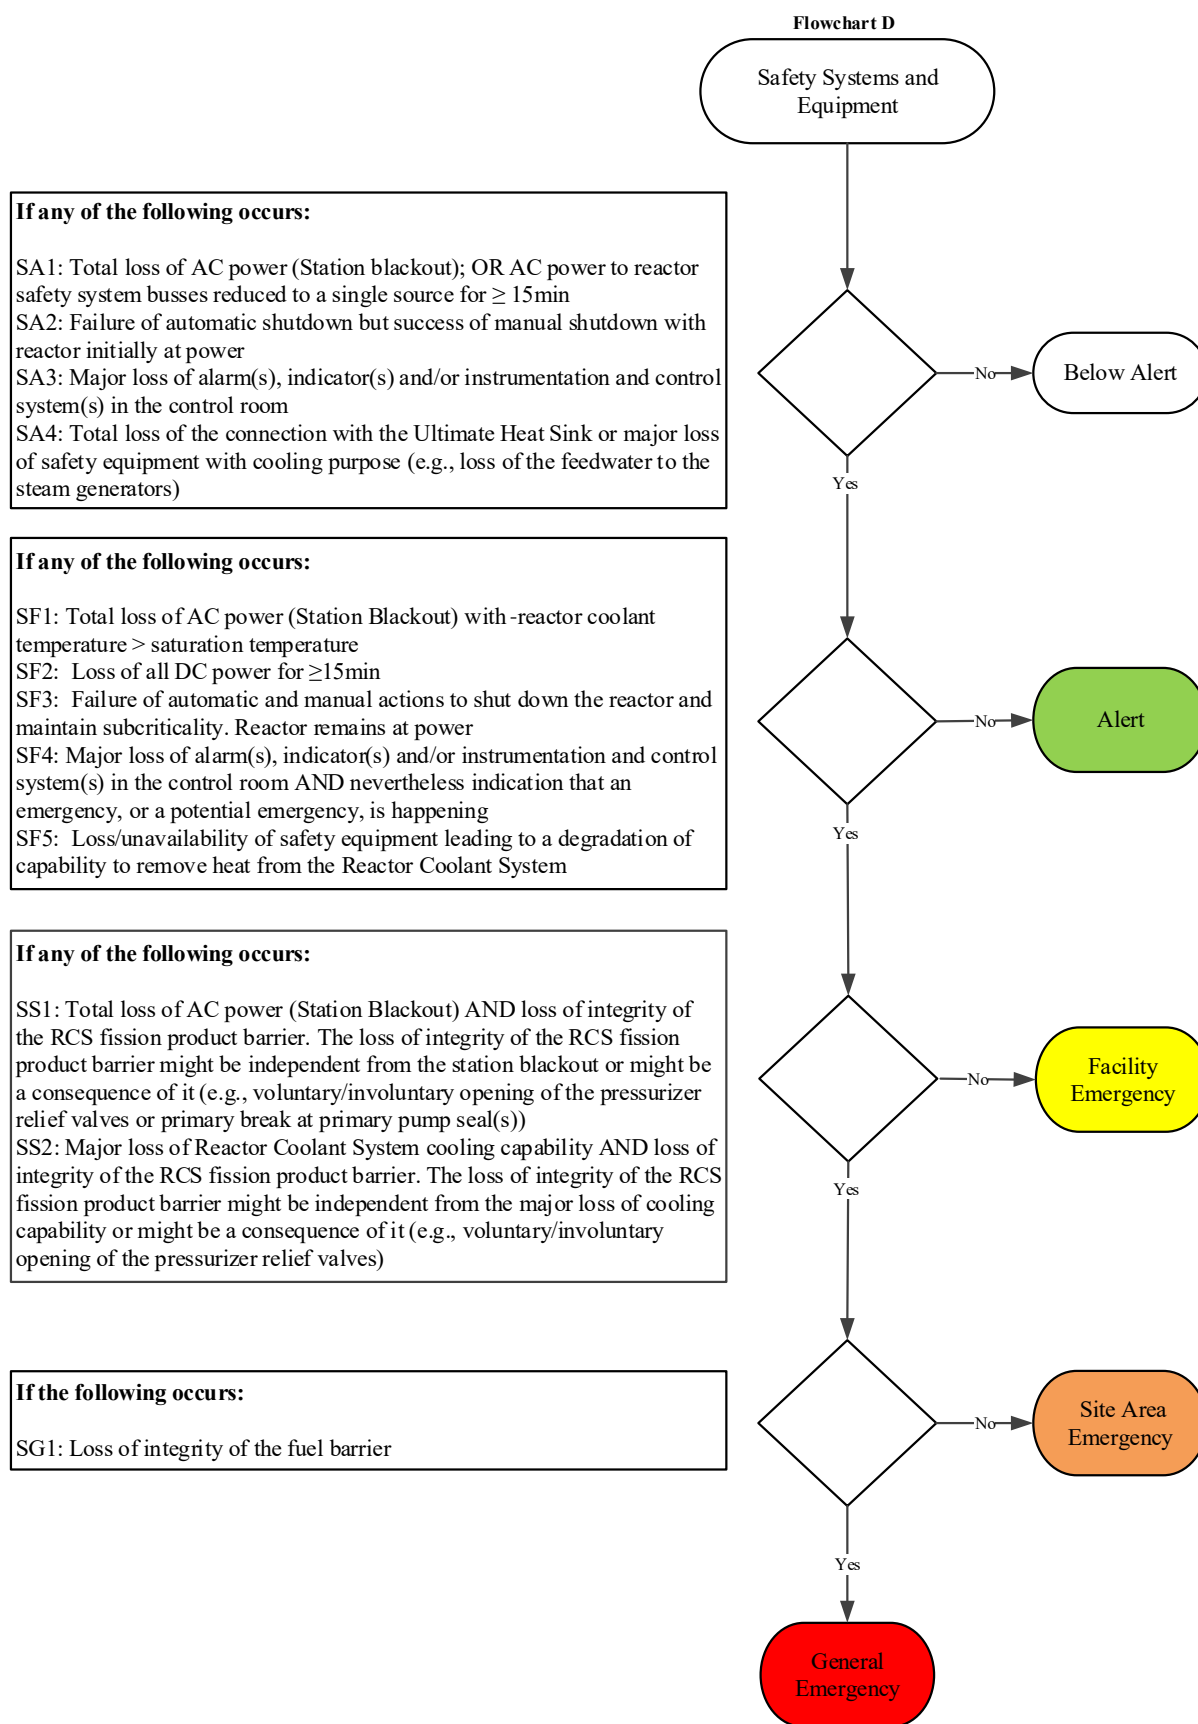 Flowchart D
Safety Systems and
Equipment
If any of the following occurs:
SA1: Total loss of AC power (Station blackout); OR AC power to reactor
safety system busses reduced to a single source for ≥ 15min
SA2: Failure of automatic shutdown but success of manual shutdown with
reactor initially at power
SA3: Major loss of alarm(s), indicator(s) and/or instrumentation and control
system(s) in the control room
SA4: Total loss of the connection with the Ultimate Heat Sink or major loss
of safety equipment with cooling purpose (e.g., loss of the feedwater to the
steam generators)
No
Below Alert
Yes
If any of the following occurs:
SF1: Total loss of AC power (Station Blackout) with -reactor coolant
temperature > saturation temperature
SF2:  Loss of all DC power for ≥15min
SF3:  Failure of automatic and manual actions to shut down the reactor and
maintain subcriticality. Reactor remains at power
SF4: Major loss of alarm(s), indicator(s) and/or instrumentation and control
system(s) in the control room AND nevertheless indication that an
emergency, or a potential emergency, is happening
SF5:  Loss/unavailability of safety equipment leading to a degradation of
capability to remove heat from the Reactor Coolant System
No
Alert
Yes
If any of the following occurs:
SS1: Total loss of AC power (Station Blackout) AND loss of integrity of
the RCS fission product barrier. The loss of integrity of the RCS fission
product barrier might be independent from the station blackout or might be
a consequence of it (e.g., voluntary/involuntary opening of the pressurizer
relief valves or primary break at primary pump seal(s))
SS2: Major loss of Reactor Coolant System cooling capability AND loss of
integrity of the RCS fission product barrier. The loss of integrity of the RCS
fission product barrier might be independent from the major loss of cooling
capability or might be a consequence of it (e.g., voluntary/involuntary
opening of the pressurizer relief valves)
No
Facility
Emergency
Yes
If the following occurs:
SG1: Loss of integrity of the fuel barrier
No
Site Area
Emergency
Yes
General
Emergency